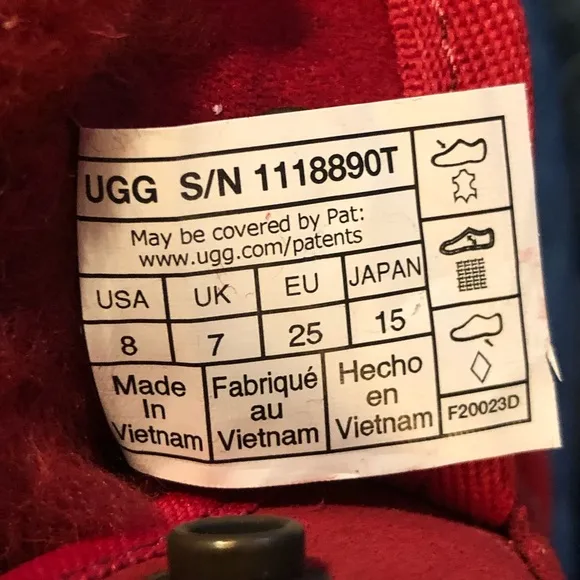 UGG S/N 1118890T
May be covered by Pat:
www.ugg.com/patents
USA UK EU JAPAN
8 7 25 15
Made In Vietnam
Fabriqué au Vietnam
Hecho en Vietnam
F20023D